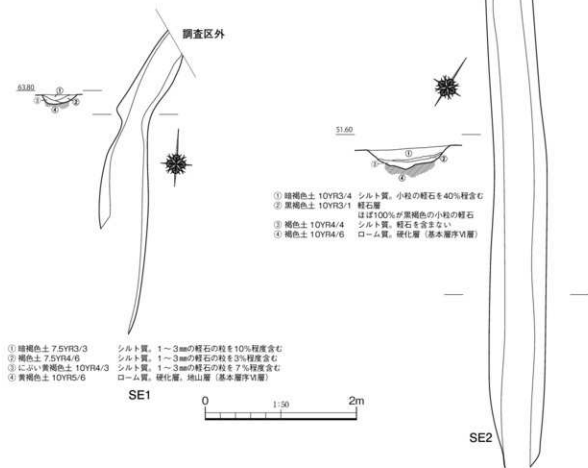 調査区外
63.80
①
③
②
④
① 暗褐色土 7.5YR3/3 シルト質。1～3㎜の軽石の粒を10%程度含む
② 褐色土 7.5YR4/6 シルト質。1～3㎜の軽石の粒を3%程度含む
③ にぶい黄褐色土 10YR4/3 シルト質。1～3㎜の軽石の粒を7%程度含む
④ 黄褐色土 10YR5/6 ローム質。硬化層、地山層（基本層序Ⅵ層）
SE1
0
1:50
2m
51.60
①
③
②
④
① 暗褐色土 10YR3/4 シルト質。小粒の軽石を40%程含む
② 黒褐色土 10YR3/1 軽石層
ほぼ100%が黒褐色の小粒の軽石
③ 褐色土 10YR4/4 シルト質。軽石を含まない
④ 褐色土 10YR4/6 ローム質。硬化層（基本層序Ⅵ層）
SE2